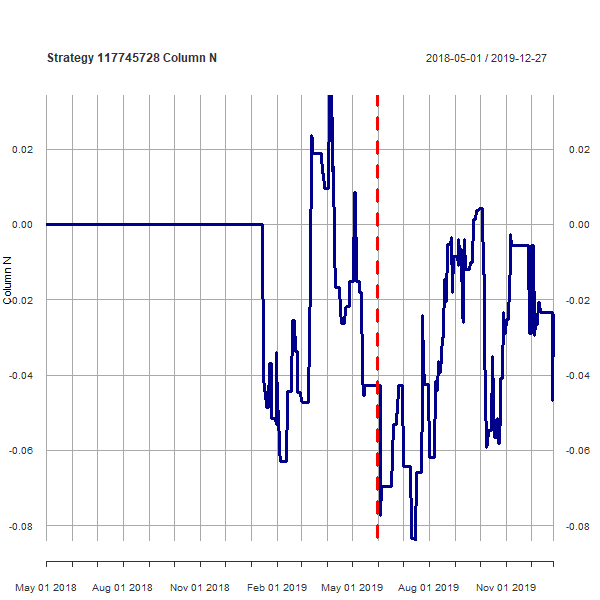 Strategy 117745728 Column N
2018-05-01 / 2019-12-27
0.02
0.02
0.00
0.00
-0.02
-0.02
-0.04
-0.04
-0.06
-0.06
-0.08
-0.08
Column N
May 01 2018
Aug 01 2018
Nov 01 2018
Feb 01 2019
May 01 2019
Aug 01 2019
Nov 01 2019